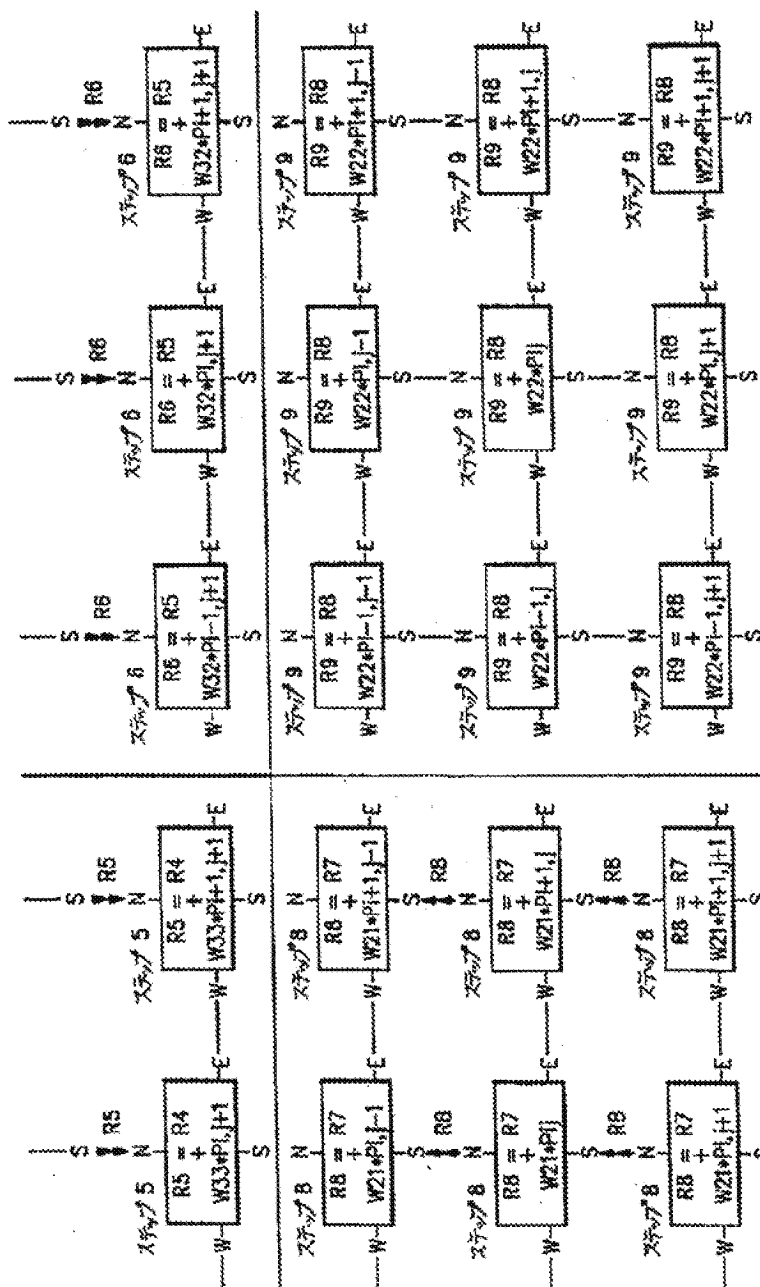 S
R5
ステップ 5
N
R5 = R4
+
W33*Pi,j+1
W
E
S
S
R5
ステップ 5
N
R5 = R4
+
W33*Pi+1,j+1
W
E
S
S
R6
ステップ 6
N
R6 = R5
+
W32*Pi-1,j+1
W
E
S
S
R6
ステップ 6
N
R6 = R5
+
W32*Pi,j+1
W
E
S
S
R6
ステップ 6
N
R6 = R5
+
W32*Pi+1,j+1
W
E
S
ステップ 8
N
R8 = R7
+
W21*Pi,j-1
W
E
S
R8
ステップ 8
N
R8 = R7
+
W21*Pi+1,j-1
W
E
S
R8
ステップ 9
N
R9 = R8
+
W22*Pi-1,j-1
W
E
S
ステップ 9
N
R9 = R8
+
W22*Pi,j-1
W
E
S
ステップ 9
N
R9 = R8
+
W22*Pi+1,j-1
W
E
S
ステップ 8
N
R8 = R7
+
W21*Pij
W
E
S
R8
ステップ 8
N
R8 = R7
+
W21*Pi+1,j
W
E
S
R8
ステップ 9
N
R9 = R8
+
W22*Pi-1,j
W
E
S
ステップ 9
N
R9 = R8
+
W22*Pij
W
E
S
ステップ 9
N
R9 = R8
+
W22*Pi+1,j
W
E
S
ステップ 8
N
R8 = R7
+
W21*Pi,j+1
W
E
S
ステップ 8
N
R8 = R7
+
W21*Pi+1,j+1
W
E
S
ステップ 9
N
R9 = R8
+
W22*Pi-1,j+1
W
E
S
ステップ 9
N
R9 = R8
+
W22*Pi,j+1
W
E
S
ステップ 9
N
R9 = R8
+
W22*Pi+1,j+1
W
E
S